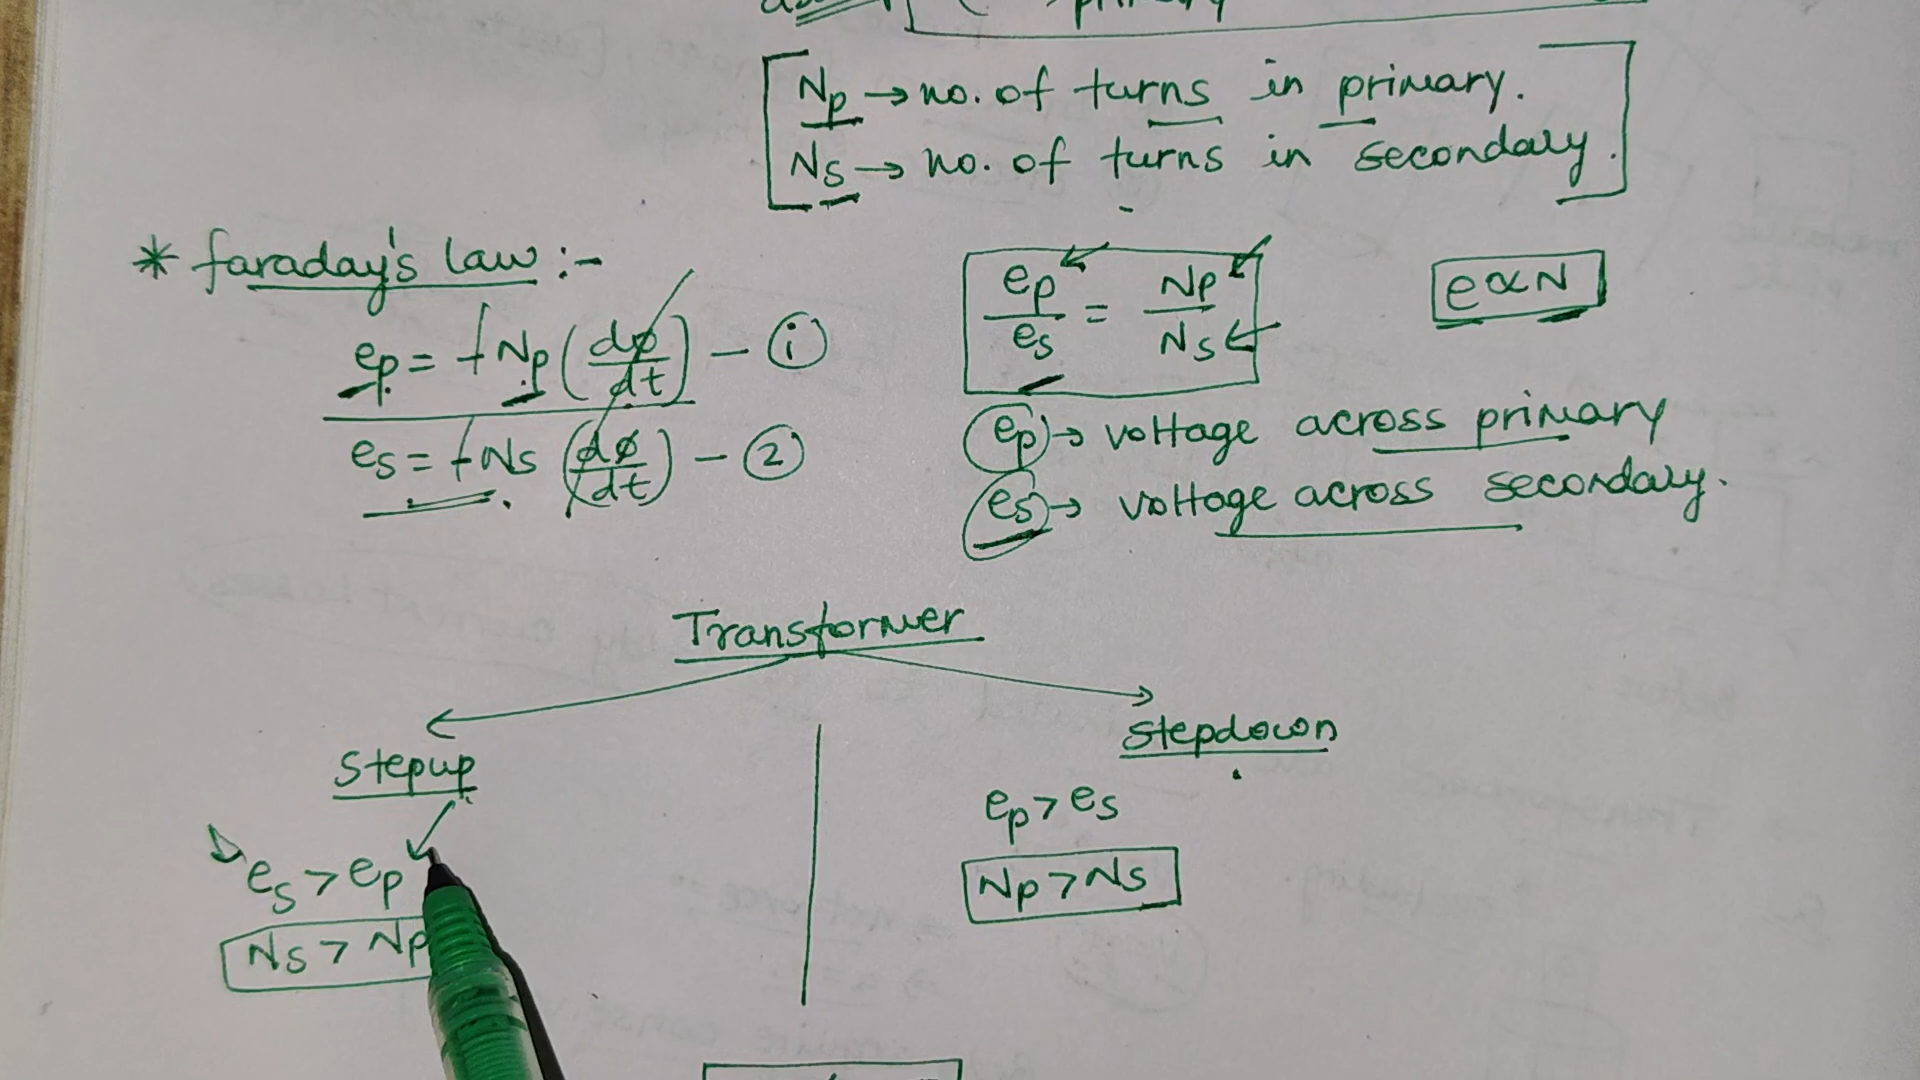 primary
Np → no. of turns in primary.
Ns → no. of turns in secondary.
* faraday's law :-
ep = -Np (dφ/dt) - ①
es = -Ns (dφ/dt) - ②
ep/es = Np/Ns
e ∝ N
ep → voltage across primary
es → voltage across secondary.
Transformer
Stepup
es > ep
Ns > Np
Stepdown
ep > es
Np > Ns